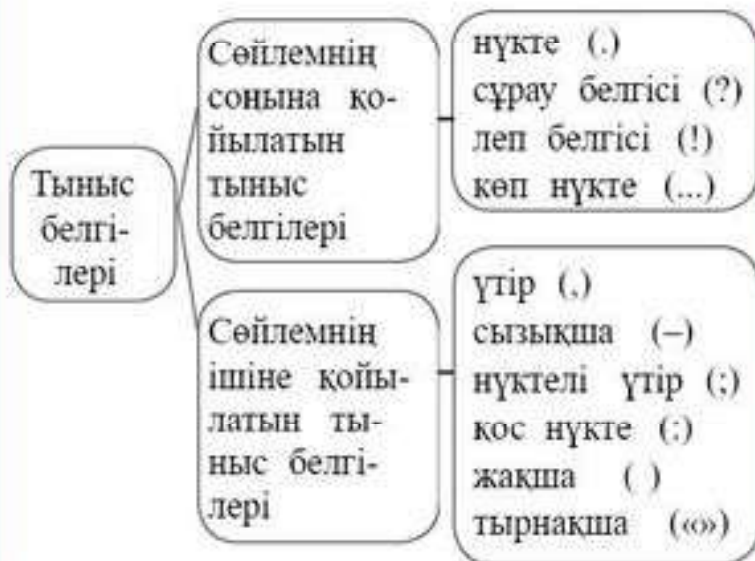 Тыныс
белгі-
лері
Сөйлемнің
соңына қо-
йылатын
тыныс
белгілері
нүкте (.)
сұрау белгісі (?)
леп белгісі (!)
көп нүкте (...)
Сөйлемнің
ішіне қойы-
латын ты-
ныс белгі-
лері
үтір (,)
сызықша (–)
нүктелі үтір (;)
қос нүкте (:)
жақша ( )
тырнақша («»)